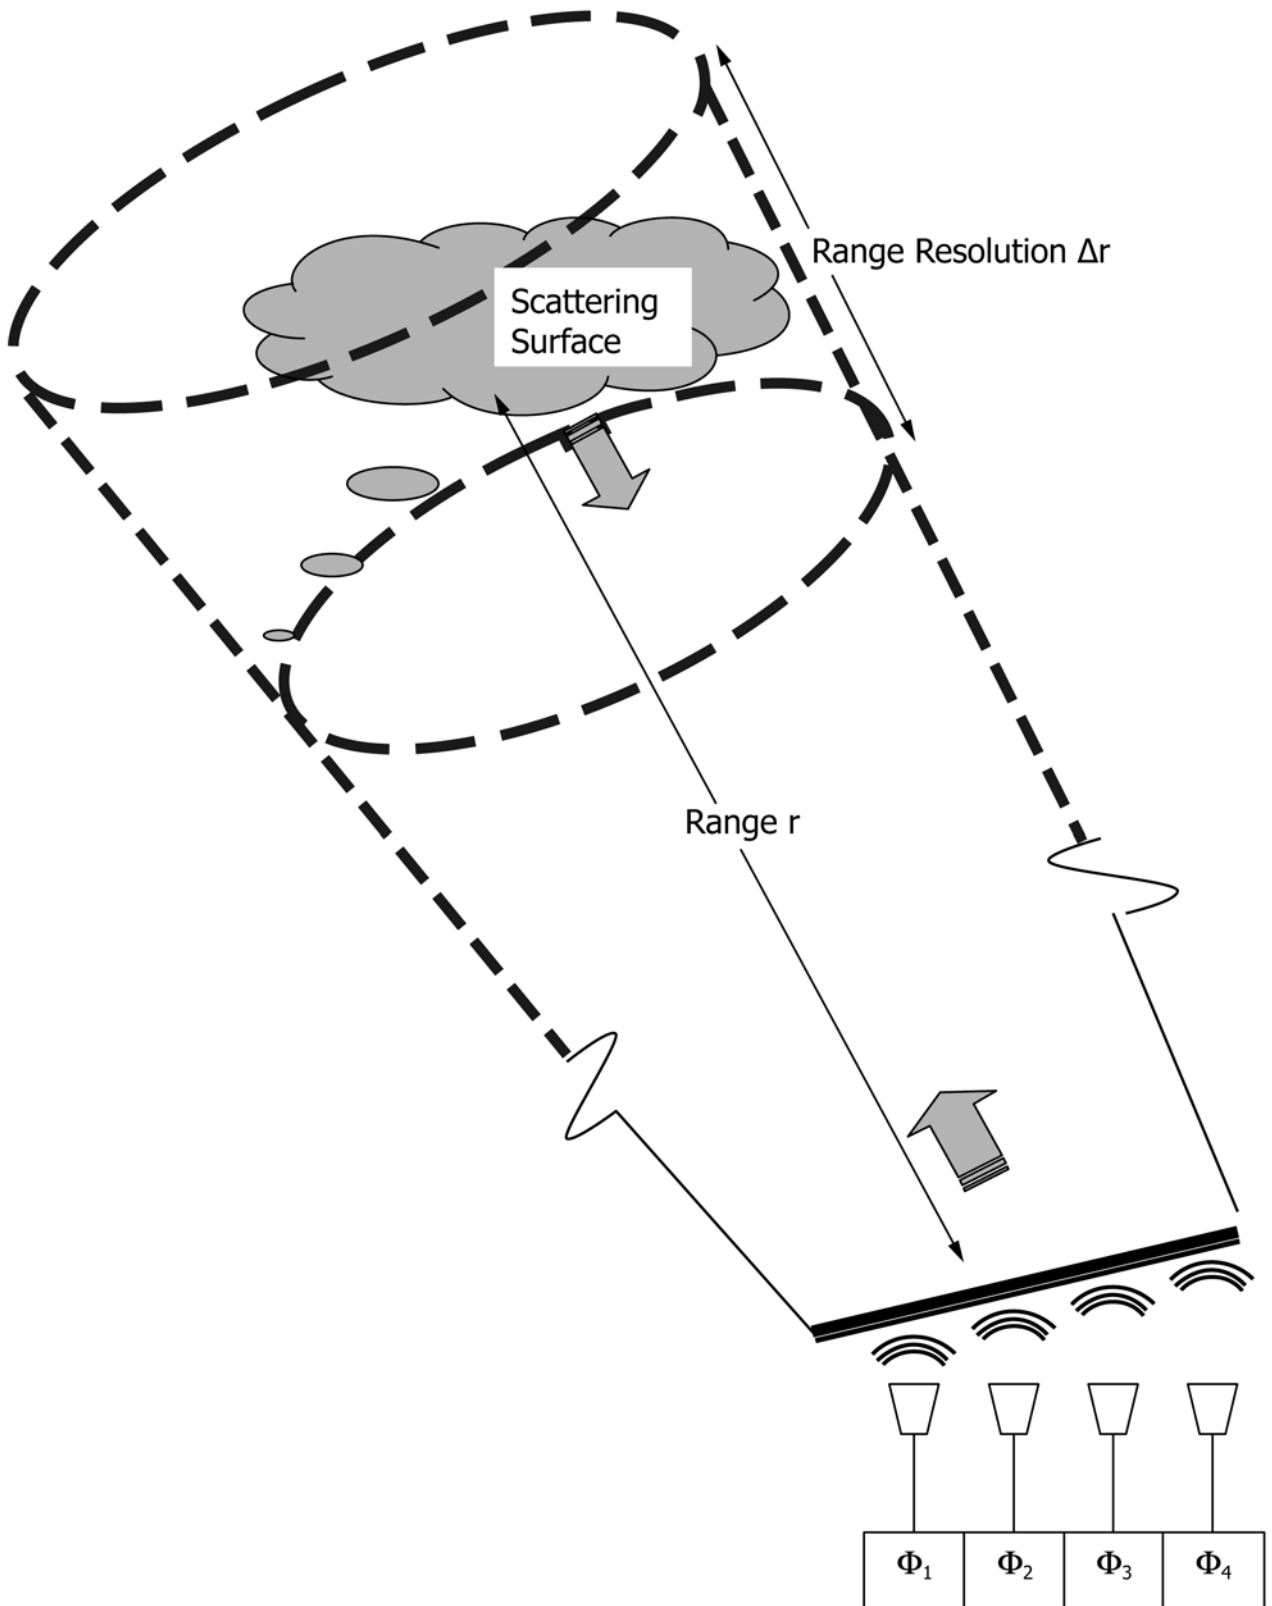 Range Resolution Δr
Scattering
Surface
Range r
Φ1 Φ2 Φ3 Φ4